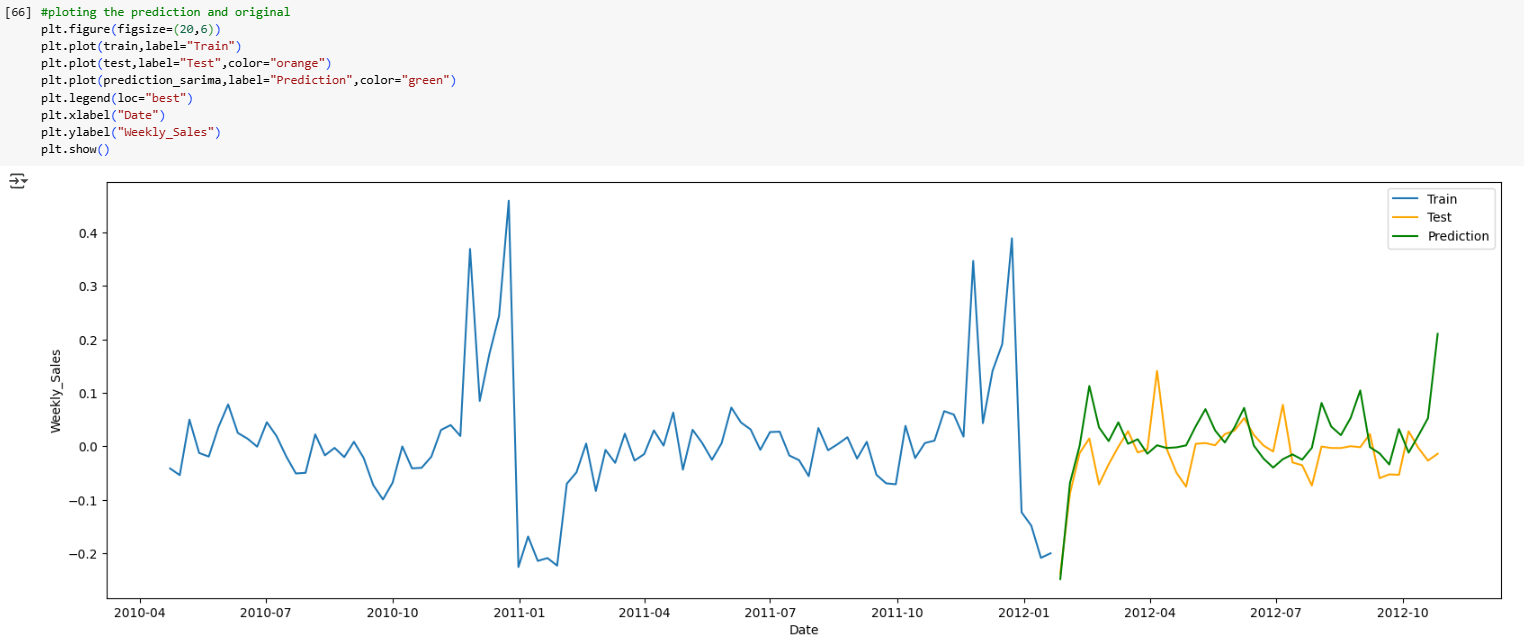 [66] #ploting the prediction and original
plt.figure(figsize=(20,6))
plt.plot(train,label="Train")
plt.plot(test,label="Test",color="orange")
plt.plot(prediction_sarima,label="Prediction",color="green")
plt.legend(loc="best")
plt.xlabel("Date")
plt.ylabel("Weekly_Sales")
plt.show()
Train
Test
Prediction
0.4
0.3
0.2
0.1
0.0
−0.1
−0.2
Weekly_Sales
2010-04 2010-07 2010-10 2011-01 2011-04 2011-07 2011-10 2012-01 2012-04 2012-07 2012-10
Date